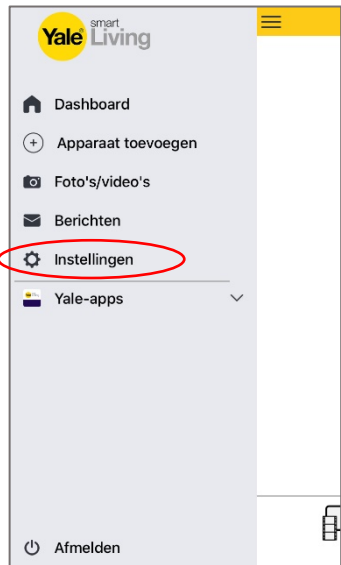 Yale smart
Living
Dashboard
Apparaat toevoegen
Foto's/video's
Berichten
Instellingen
Yale-apps
Afmelden